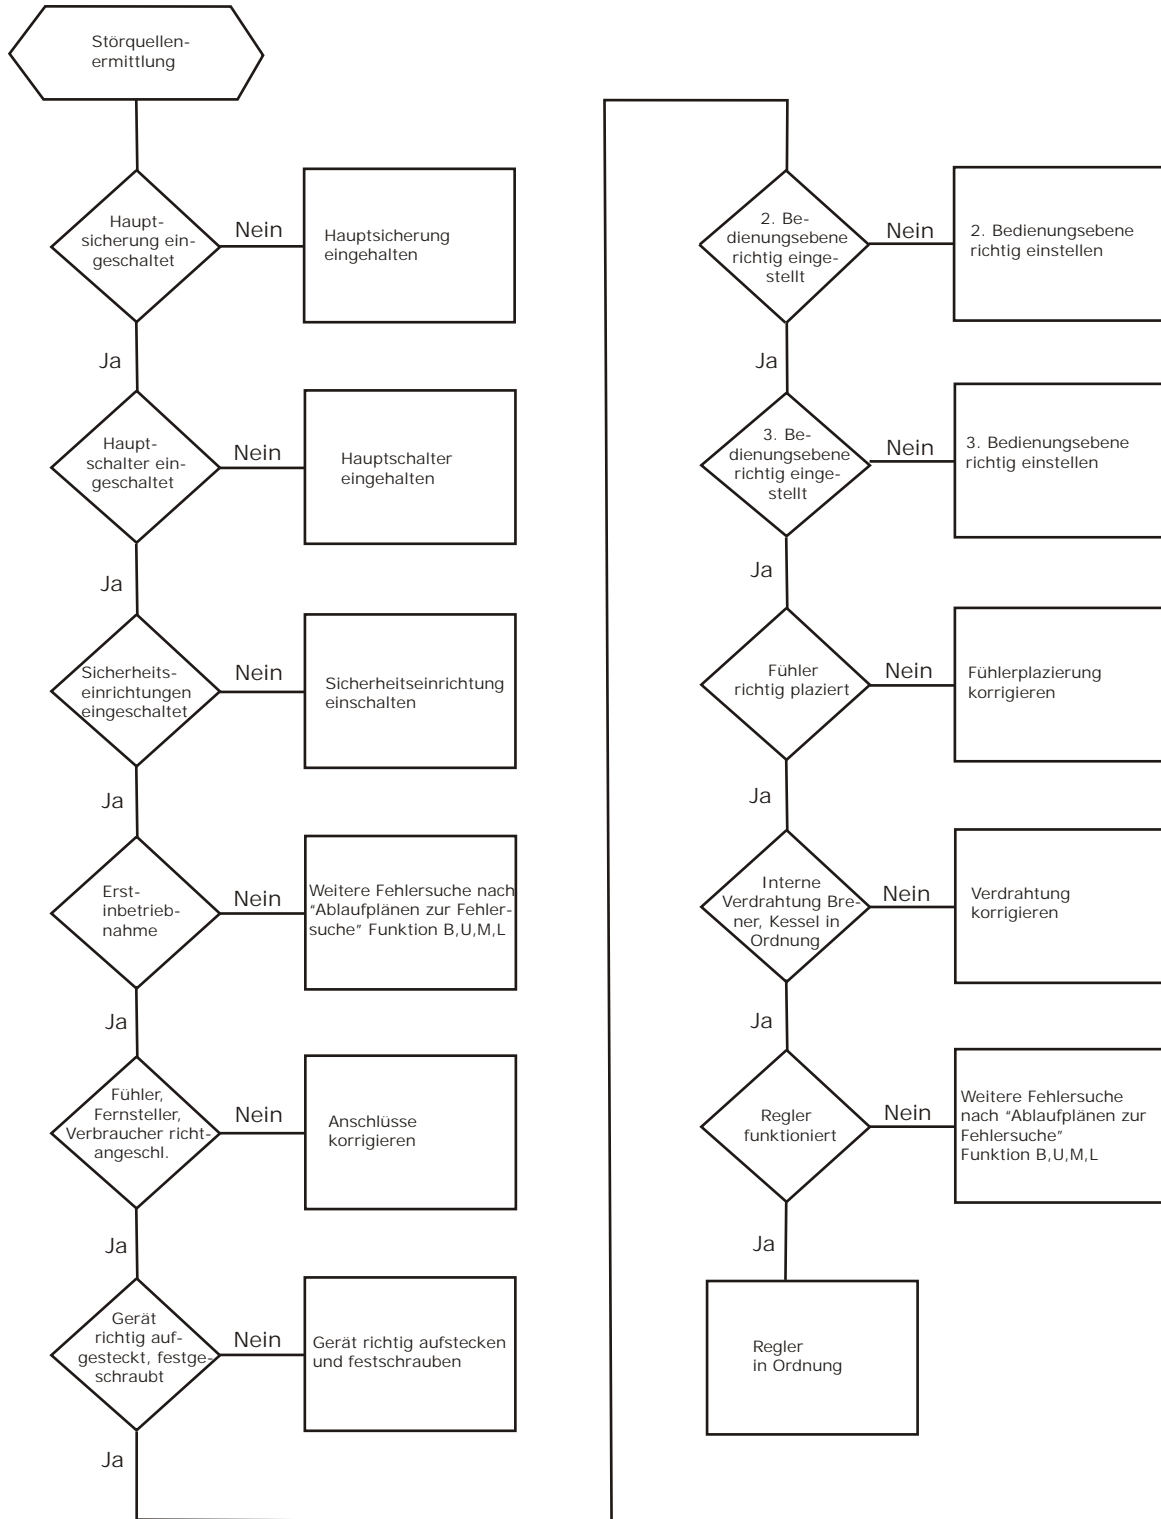 Störquellen-
ermittlung
Haupt-
sicherung ein-
geschaltet
Nein
Hauptsicherung
eingehalten
Ja
Haupt-
schalter ein-
geschaltet
Nein
Hauptschalter
eingehalten
Ja
Sicherheits-
einrichtungen
eingeschaltet
Nein
Sicherheitseinrichtung
einschalten
Ja
Erst-
inbetrieb-
nahme
Nein
Weitere Fehlersuche nach
"Ablaufplänen zur Fehler-
suche" Funktion B,U,M,L
Ja
Fühler,
Fernsteller,
Verbraucher richt-
angeschl.
Nein
Anschlüsse
korrigieren
Ja
Gerät
richtig auf-
gesteckt, festge-
schraubt
Nein
Gerät richtig aufstecken
und festschrauben
Ja
2. Be-
dienungsebene
richtig einge-
stellt
Nein
2. Bedienungsebene
richtig einstellen
Ja
3. Be-
dienungsebene
richtig einge-
stellt
Nein
3. Bedienungsebene
richtig einstellen
Ja
Fühler
richtig plaziert
Nein
Fühlerplazierung
korrigieren
Ja
Interne
Verdrahtung Bre-
ner, Kessel in
Ordnung
Nein
Verdrahtung
korrigieren
Ja
Regler
funktioniert
Nein
Weitere Fehlersuche
nach "Ablaufplänen zur
Fehlersuche"
Funktion B,U,M,L
Ja
Regler
in Ordnung